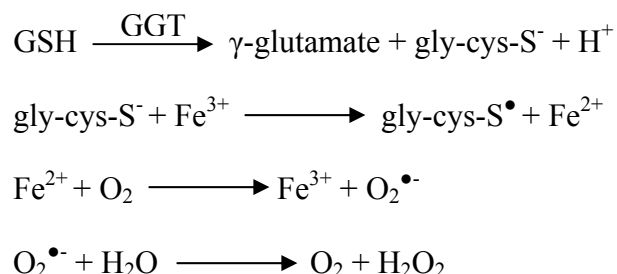 GSH GGT⟶ γ-glutamate + gly-cys-S⁻ + H⁺
gly-cys-S⁻ + Fe³⁺ ⟶ gly-cys-S•  + Fe²⁺
Fe²⁺ + O₂ ⟶ Fe³⁺ + O₂•⁻
O₂•⁻ + H₂O ⟶ O₂ + H₂O₂